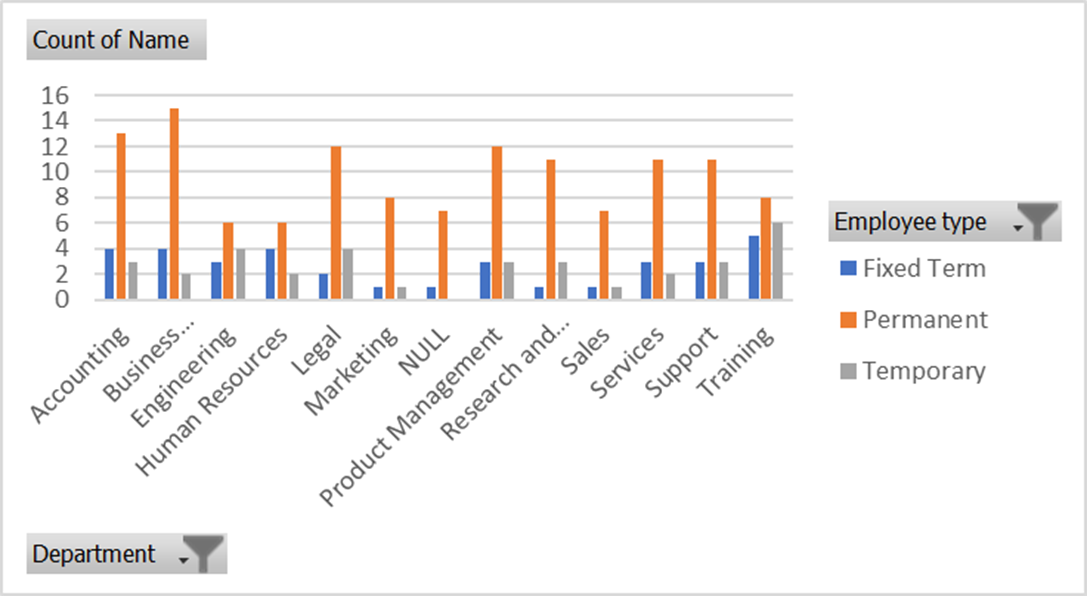 Count of Name
16
14
12
10
8
6
4
2
0
Accounting
Business...
Engineering
Human Resources
Legal
Marketing
NULL
Product Management
Research and...
Sales
Services
Support
Training
Employee type
Fixed Term
Permanent
Temporary
Department